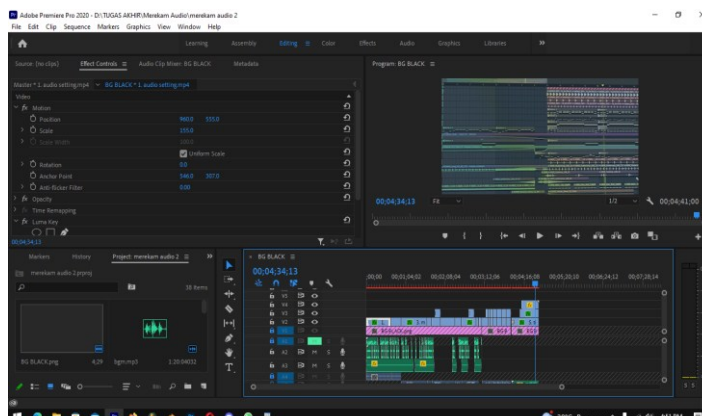 Adobe Premiere Pro 2020 - D:\TUGAS AKHIR\Merekam Audio\merekam audio 2
File Edit Clip Sequence Markers Graphics View Window Help
Learning Assembly Editing Color Effects Audio Graphics Libraries
Source: (no clips) Effect Controls Audio Clip Mixer: BG BLACK Metadata
Program: BG BLACK
Master * 1. audio setting.mp4 BG BLACK * 1. audio setting.mp4
Video
fx Motion
Position 960.0 555.0
Scale 155.0
Scale Width 100.0
Uniform Scale
Rotation 0.0
Anchor Point 546.0 307.0
Anti-flicker Filter 0.00
fx Opacity
Time Remapping
fx Luma Key
00;04;34;13
00;04;34;13 Fit 1/2 00;04;41;00
Markers History Project: merekam audio 2
merekam audio 2.prproj
38 Items
BG BLACK.png 4;29
bgm.mp3 1:20:04032
BG BLACK
00;04;34;13
;00;00 00;01;04;02 00;02;08;04 00;03;12;06 00;04;16;08 00;05;20;10 00;06;24;12 00;07;28;14
V5
V4
V3
V2
BG BLACK.png
A2 M S
A3 M S